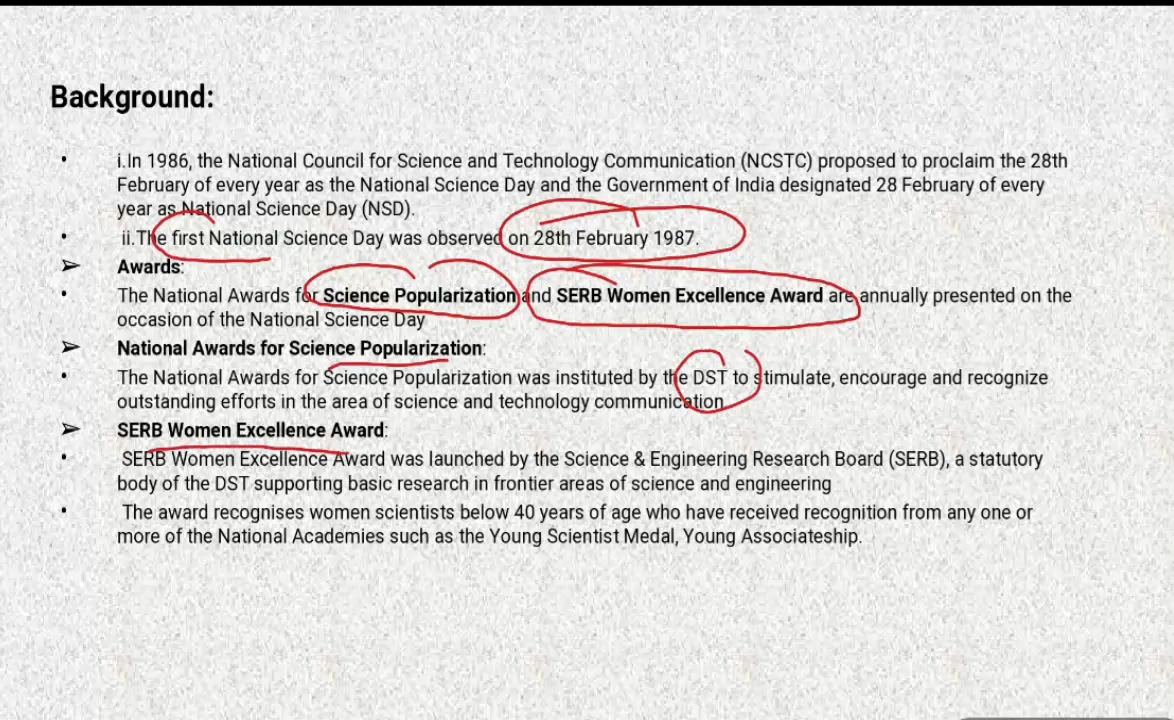 Background:
• i.In 1986, the National Council for Science and Technology Communication (NCSTC) proposed to proclaim the 28th
February of every year as the National Science Day and the Government of India designated 28 February of every
year as National Science Day (NSD).
• ii.The first National Science Day was observed on 28th February 1987.
➢ Awards:
• The National Awards for Science Popularization and SERB Women Excellence Award are annually presented on the
occasion of the National Science Day
➢ National Awards for Science Popularization:
• The National Awards for Science Popularization was instituted by the DST to stimulate, encourage and recognize
outstanding efforts in the area of science and technology communication
➢ SERB Women Excellence Award:
• SERB Women Excellence Award was launched by the Science & Engineering Research Board (SERB), a statutory
body of the DST supporting basic research in frontier areas of science and engineering
• The award recognises women scientists below 40 years of age who have received recognition from any one or
more of the National Academies such as the Young Scientist Medal, Young Associateship.